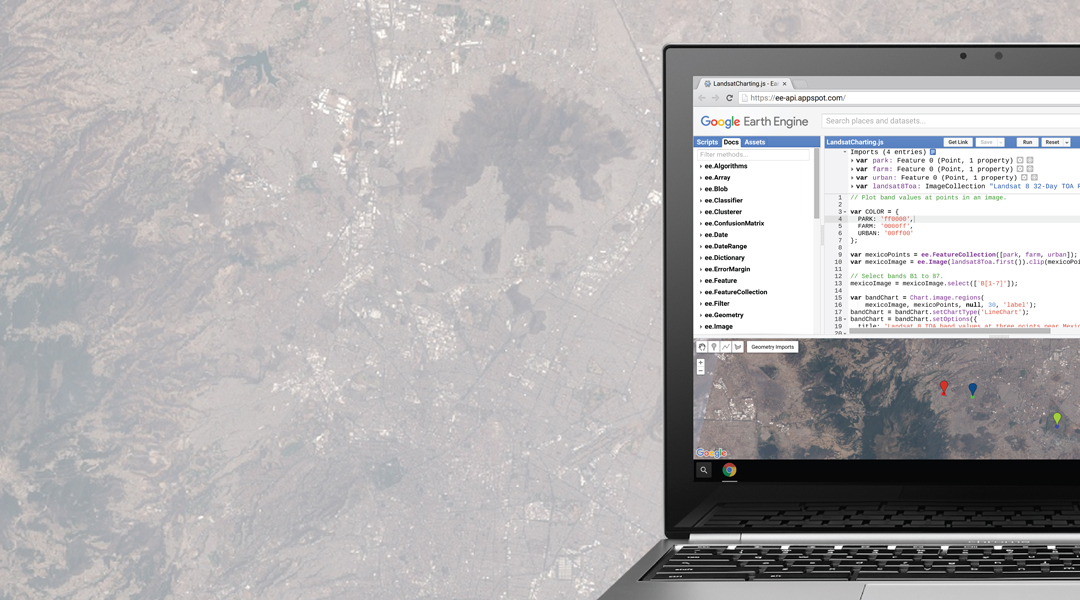 LandsatCharting.js - Ea
https://ee-api.appspot.com/
Google Earth Engine
Search places and datasets...
Scripts Docs Assets
Filter methods...
ee.Algorithms
ee.Array
ee.Blob
ee.Classifier
ee.Clusterer
ee.ConfusionMatrix
ee.Date
ee.DateRange
ee.Dictionary
ee.ErrorMargin
ee.Feature
ee.FeatureCollection
ee.Filter
ee.Geometry
ee.Image
LandsatCharting.js
Get Link Save Run Reset
Imports (4 entries)
var park: Feature 0 (Point, 1 property)
var farm: Feature 0 (Point, 1 property)
var urban: Feature 0 (Point, 1 property)
var landsat8Toa: ImageCollection "Landsat 8 32-Day TOA
1 // Plot band values at points in an image.
2
3 var COLOR = {
4 PARK: 'ff0000',
5 FARM: '0000ff',
6 URBAN: '00ff00'
7 };
8
9 var mexicoPoints = ee.FeatureCollection([park, farm, urban]);
10 var mexicoImage = ee.Image(landsat8Toa.first()).clip(mexicoPoi
11
12 // Select bands B1 to B7.
13 mexicoImage = mexicoImage.select(['B[1-7]']);
14
15 var bandChart = Chart.image.regions(
16 mexicoImage, mexicoPoints, null, 30, 'label');
17 bandChart = bandChart.setChartType('LineChart');
18 bandChart = bandChart.setOptions({
19 title: 'Landsat 8 TOA band values at three points near Mexi
20
Geometry Imports
+
-
Google